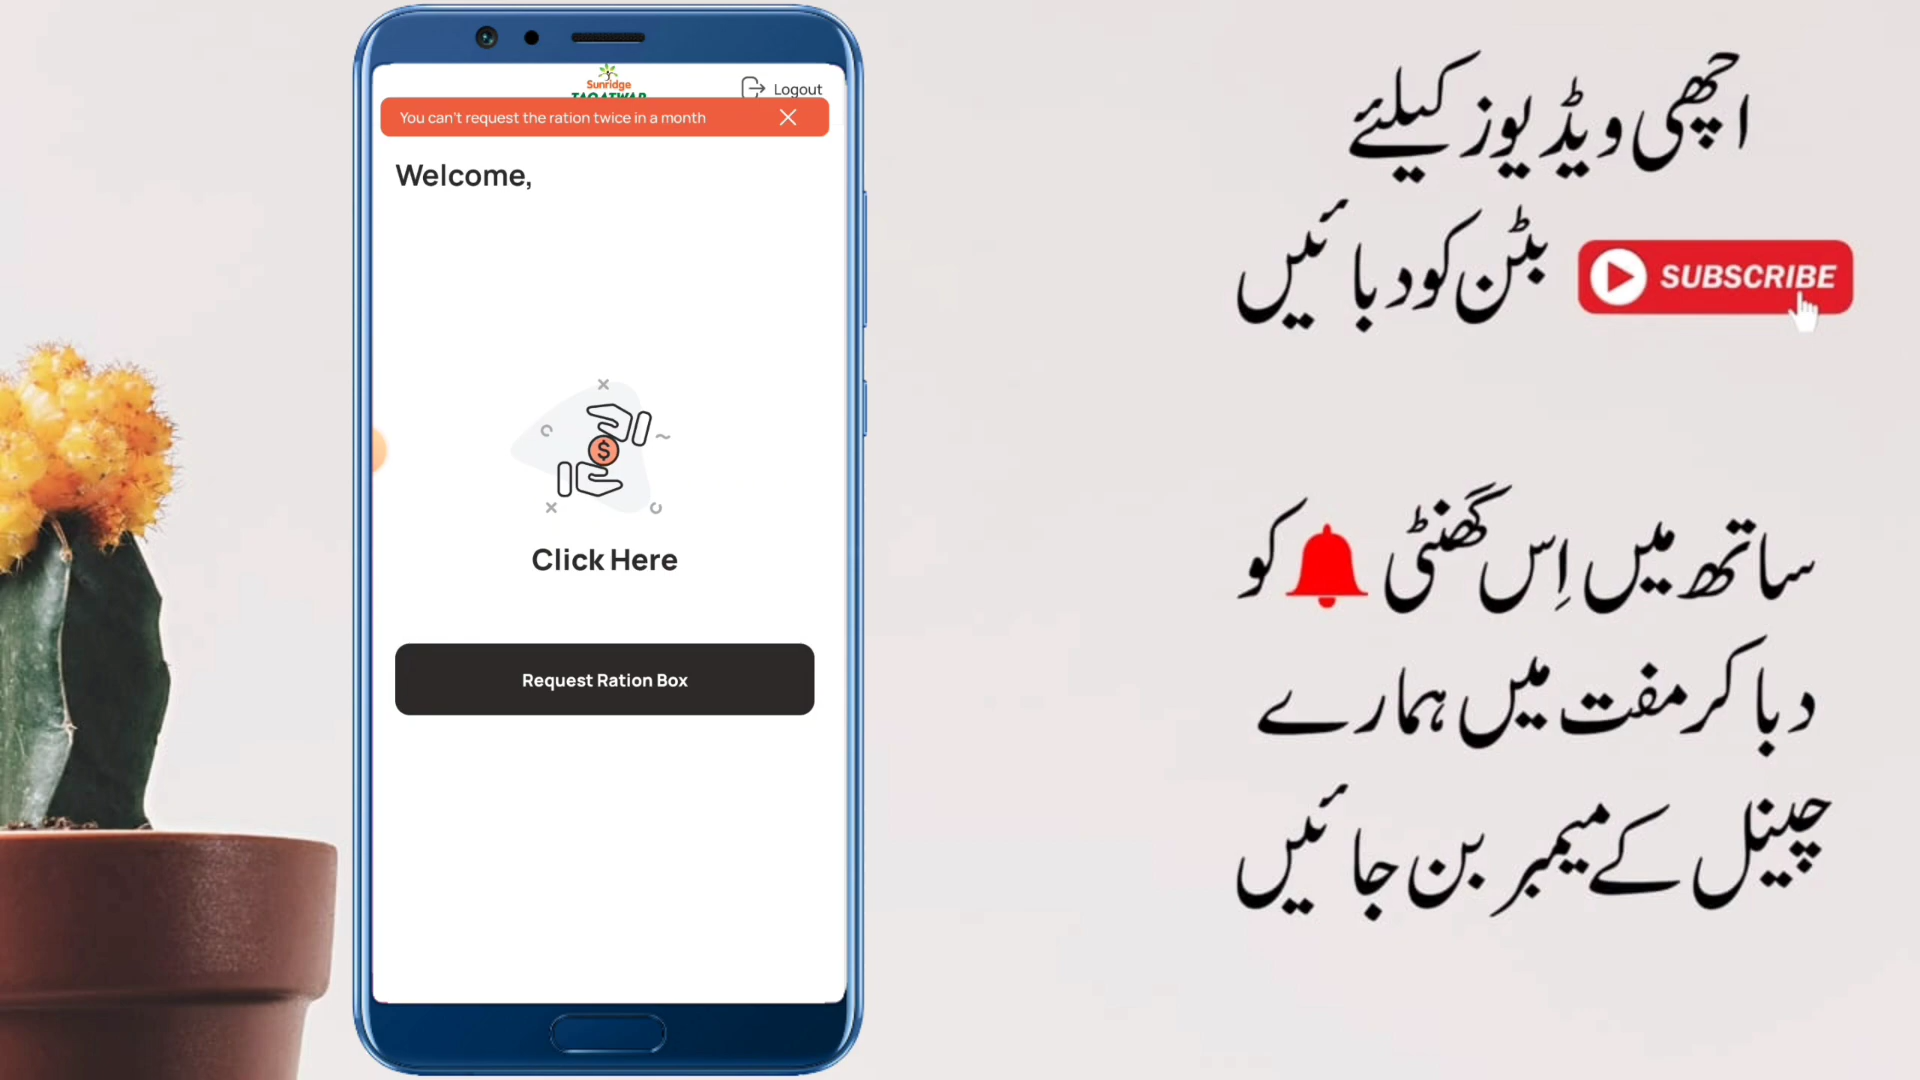 Sunridge
TAQATWAR
Logout
You can't request the ration twice in a month
Welcome,
$
Click Here
Request Ration Box
اچھی ویڈیوز کیلئے
SUBSCRIBE بٹن کو دبائیں
ساتھ میں اِس گھنٹی کو
دبا کر مفت میں ہمارے
چینل کے میمبر بن جائیں